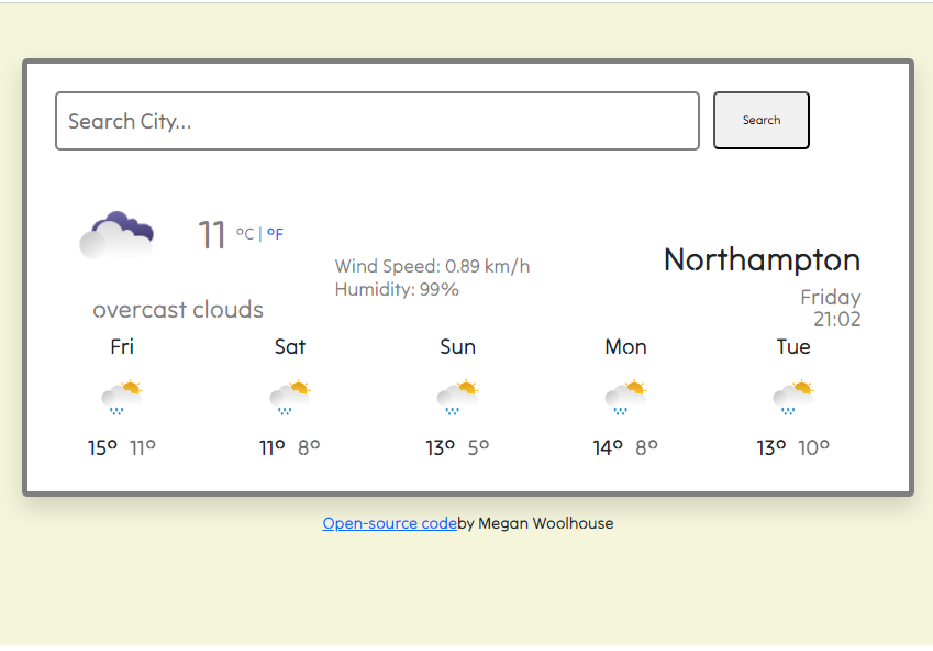 Search City...
Search
11 °C | °F
overcast clouds
Wind Speed: 0.89 km/h
Humidity: 99%
Northampton
Friday
21:02
Fri Sat Sun Mon Tue
15° 11° 11° 8° 13° 5° 14° 8° 13° 10°
Open-source codeby Megan Woolhouse